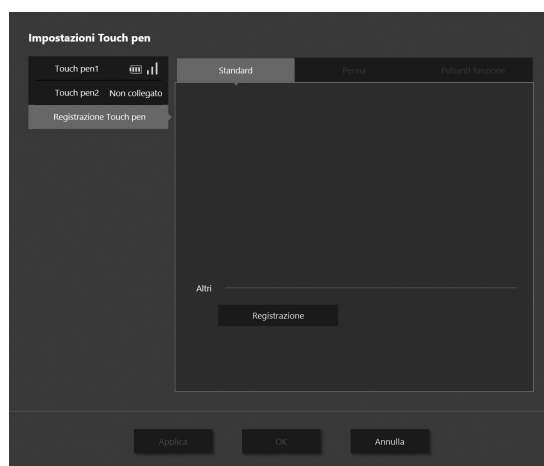 Impostazioni Touch pen
Touch pen1
Standard
Penna
Pulsanti funzione
Touch pen2 Non collegato
Registrazione Touch pen
Altri
Registrazione
Applica
OK
Annulla